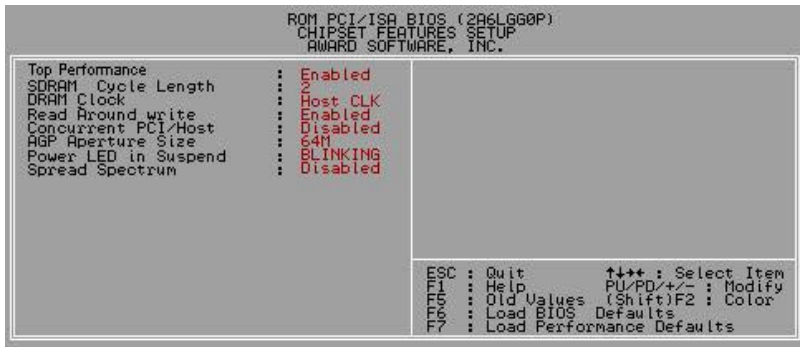 ROM PCI/ISA BIOS (2A6LGG0P)
CHIPSET FEATURES SETUP
AWARD SOFTWARE, INC.
Top Performance : Enabled
SDRAM Cycle Length : 2
DRAM Clock : Host CLK
Read Around write : Enabled
Concurrent PCI/Host : Disabled
AGP Aperture Size : 64M
Power LED in Suspend : BLINKING
Spread Spectrum : Disabled
ESC : Quit ↑↓→← : Select Item
F1 : Help PU/PD/+/- : Modify
F5 : Old Values (Shift)F2 : Color
F6 : Load BIOS Defaults
F7 : Load Performance Defaults